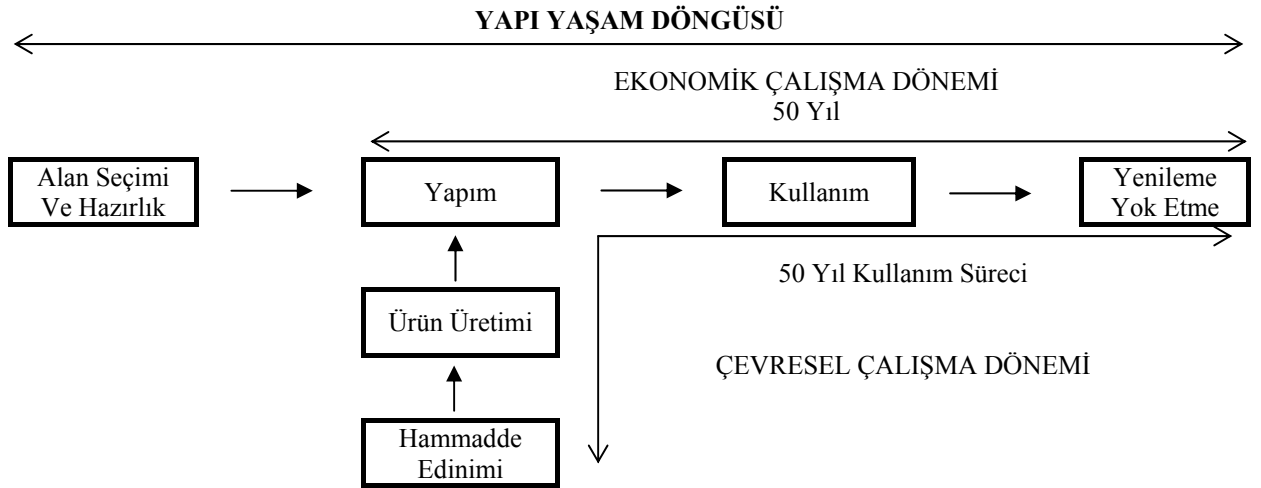 YAPI YAŞAM DÖNGÜSÜ
EKONOMİK ÇALIŞMA DÖNEMİ
50 Yıl
Alan Seçimi
Ve Hazırlık
Yapım
Kullanım
Yenileme
Yok Etme
50 Yıl Kullanım Süreci
Ürün Üretimi
ÇEVRESEL ÇALIŞMA DÖNEMİ
Hammadde
Edinimi